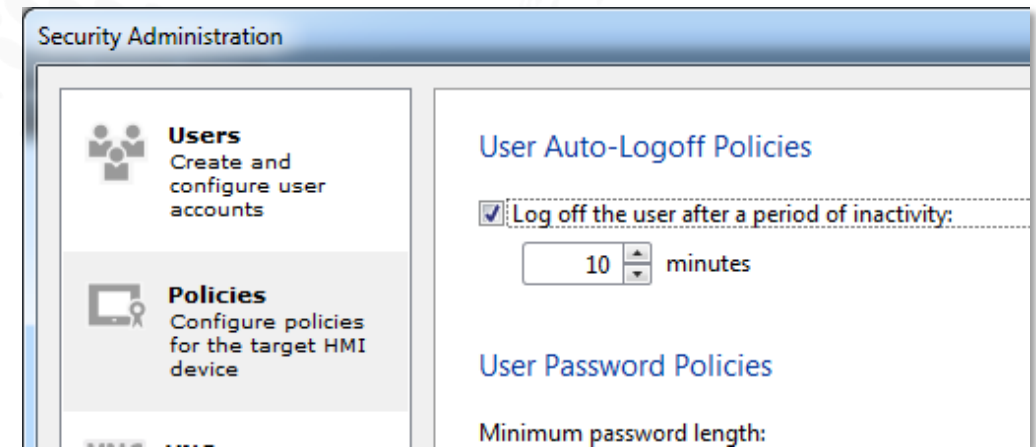 Security Administration
Users
Create and
configure user
accounts
Policies
Configure policies
for the target HMI
device
User Auto-Logoff Policies
Log off the user after a period of inactivity:
10 minutes
User Password Policies
Minimum password length: